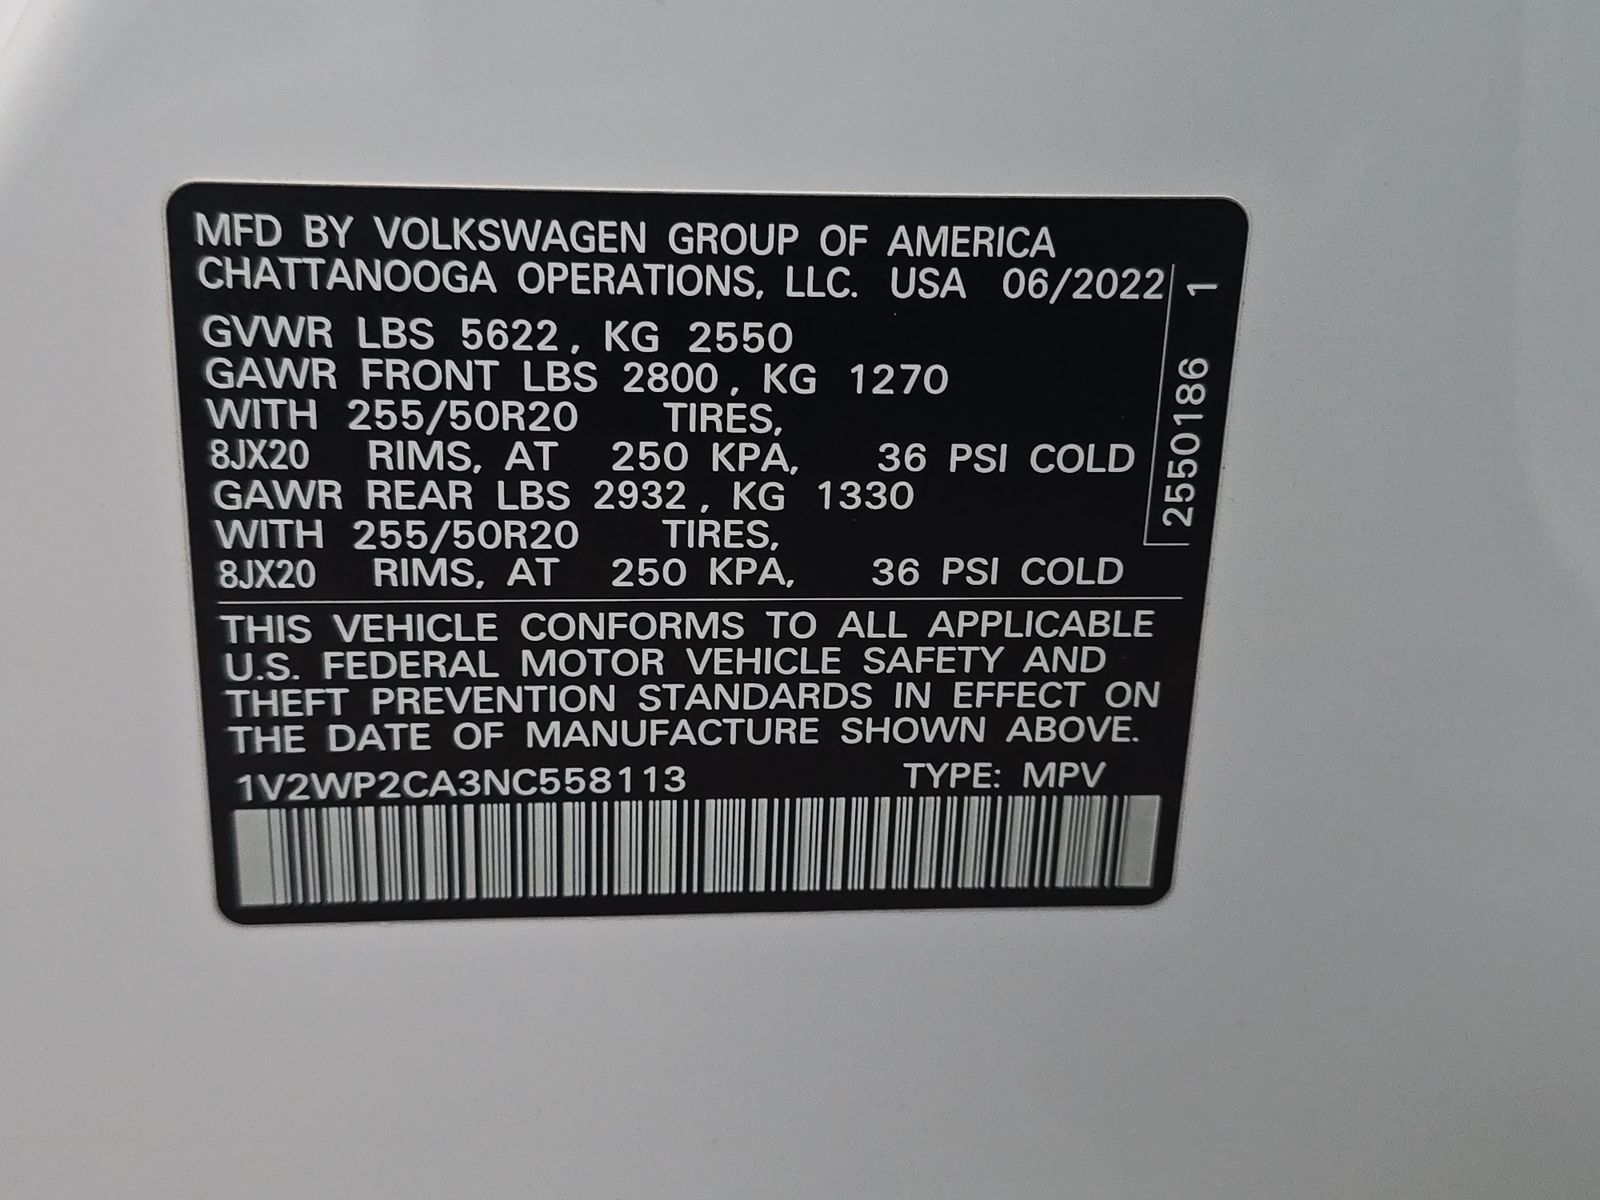 MFD BY VOLKSWAGEN GROUP OF AMERICA
CHATTANOOGA OPERATIONS, LLC. USA 06/2022
GVWR LBS 5622, KG 2550
GAWR FRONT LBS 2800, KG 1270
WITH 255/50R20 TIRES,
8JX20 RIMS, AT 250 KPA, 36 PSI COLD
GAWR REAR LBS 2932, KG 1330
WITH 255/50R20 TIRES,
8JX20 RIMS, AT 250 KPA, 36 PSI COLD
2550186 1
THIS VEHICLE CONFORMS TO ALL APPLICABLE
U.S. FEDERAL MOTOR VEHICLE SAFETY AND
THEFT PREVENTION STANDARDS IN EFFECT ON
THE DATE OF MANUFACTURE SHOWN ABOVE.
1V2WP2CA3NC558113 TYPE: MPV